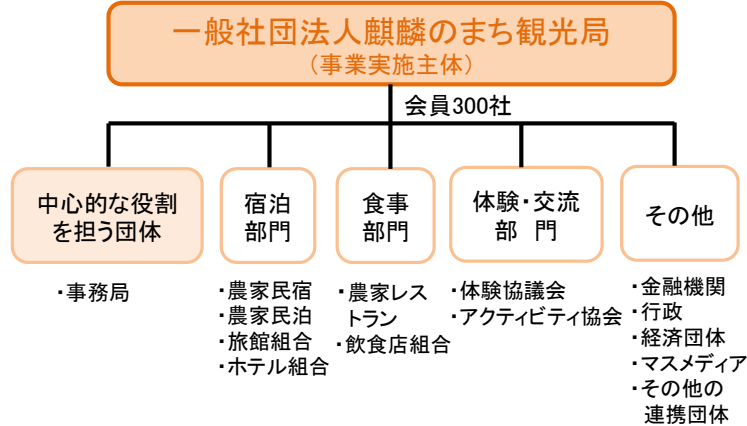 一般社団法人麒麟のまち観光局
（事業実施主体）
会員300社
中心的な役割
を担う団体
・事務局
宿泊
部門
・農家民宿
・農家民泊
・旅館組合
・ホテル組合
食事
部門
・農家レス
トラン
・飲食店組合
体験・交流
部　門
・体験協議会
・アクティビティ協会
その他
・金融機関
・行政
・経済団体
・マスメディア
・その他の
連携団体